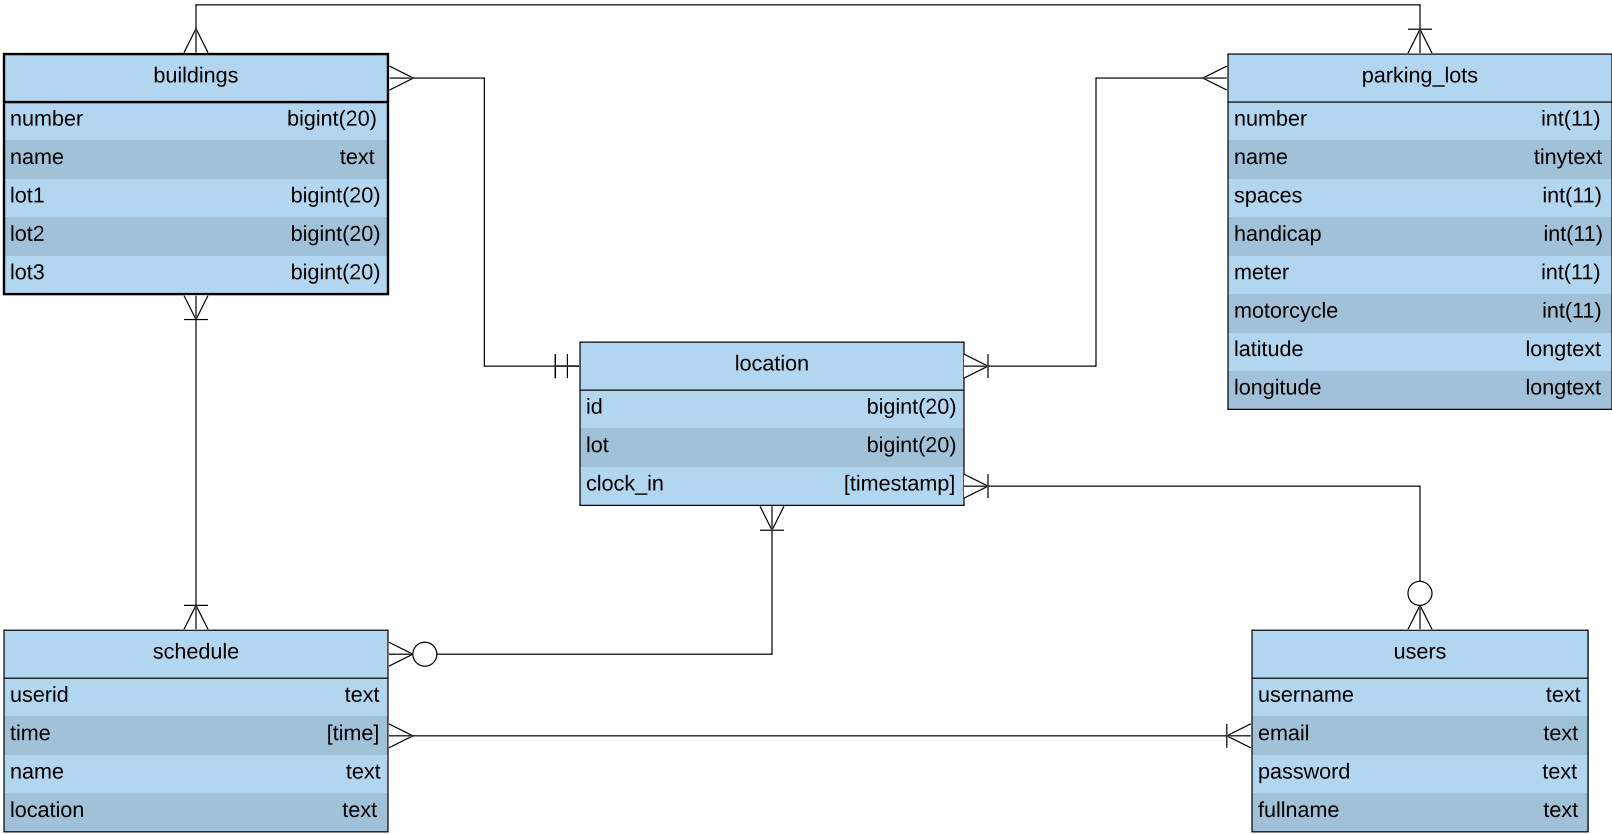 buildings
number bigint(20)
name text
lot1 bigint(20)
lot2 bigint(20)
lot3 bigint(20)
parking_lots
number int(11)
name tinytext
spaces int(11)
handicap int(11)
meter int(11)
motorcycle int(11)
latitude longtext
longitude longtext
location
id bigint(20)
lot bigint(20)
clock_in [timestamp]
schedule
userid text
time [time]
name text
location text
users
username text
email text
password text
fullname text